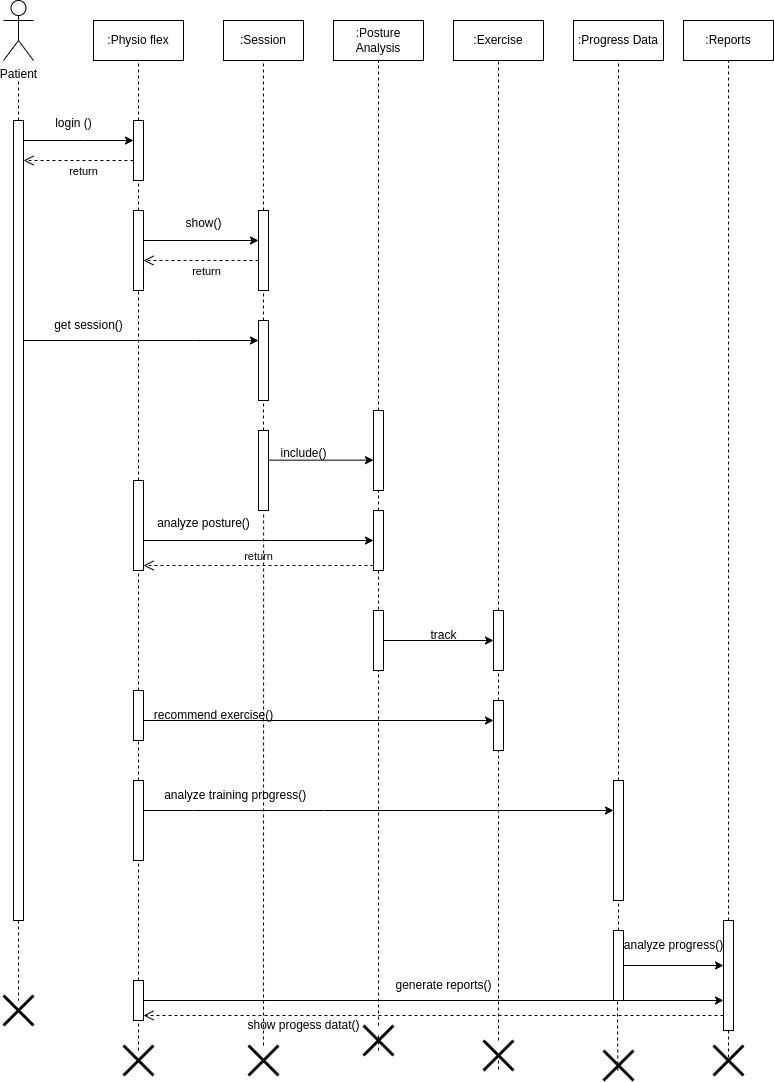 :Physio flex
:Session
:Posture
Analysis
:Exercise
:Progress Data
:Reports
Patient
login ()
return
show()
return
get session()
include()
analyze posture()
return
track
recommend exercise()
analyze training progress()
analyze progress()
generate reports()
show progess datat()